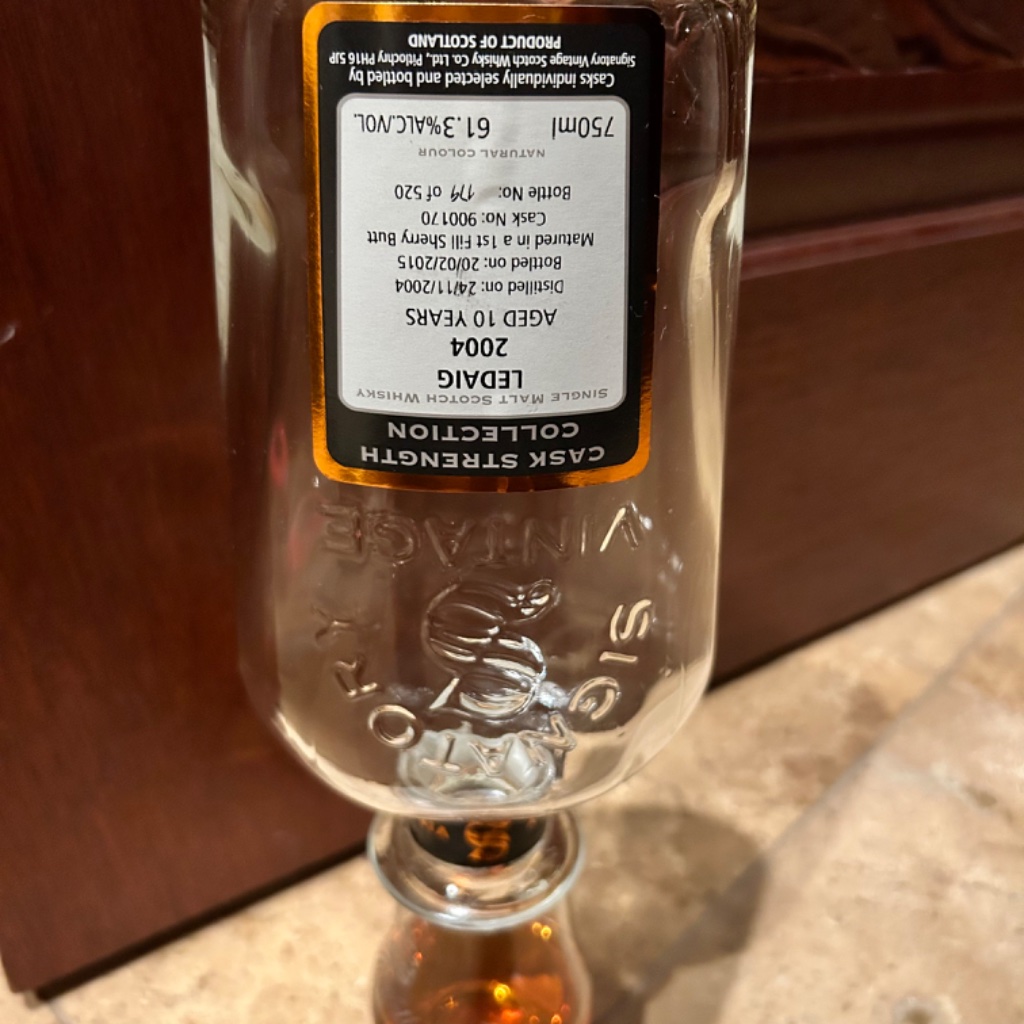 SIGNATORY
VINTAGE
CASK STRENGTH
COLLECTION
SINGLE MALT SCOTCH WHISKY
LEDAIG
2004
AGED 10 YEARS
Distilled on: 24/11/2004
Bottled on: 20/02/2015
Matured in a 1st Fill Sherry Butt
Cask No: 900170
Bottle No: 179 of 520
NATURAL COLOUR
750ml 61.3%ALC./VOL.
Casks individually selected and bottled by
Signatory Vintage Scotch Whisky Co. Ltd., Pitlochry PH16 5JP
PRODUCT OF SCOTLAND